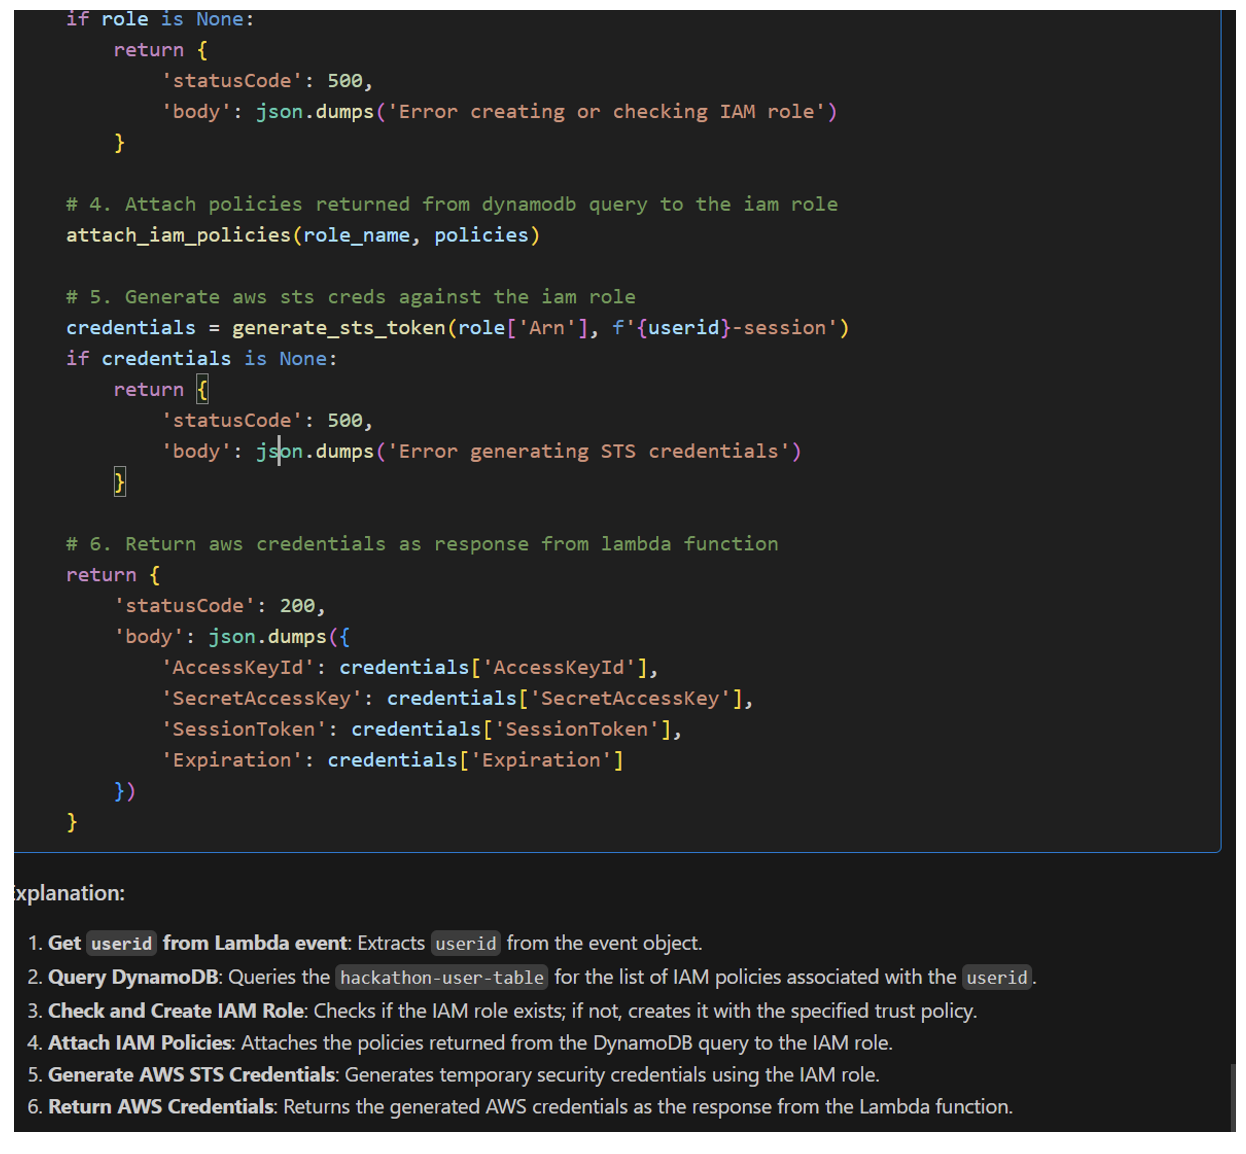 if role is None:
return {
'statusCode': 500,
'body': json.dumps('Error creating or checking IAM role')
}
# 4. Attach policies returned from dynamodb query to the iam role
attach_iam_policies(role_name, policies)
# 5. Generate aws sts creds against the iam role
credentials = generate_sts_token(role['Arn'], f'{userid}-session')
if credentials is None:
return {
'statusCode': 500,
'body': json.dumps('Error generating STS credentials')
}
# 6. Return aws credentials as response from lambda function
return {
'statusCode': 200,
'body': json.dumps({
'AccessKeyId': credentials['AccessKeyId'],
'SecretAccessKey': credentials['SecretAccessKey'],
'SessionToken': credentials['SessionToken'],
'Expiration': credentials['Expiration']
})
}
Explanation:
1. Get userid from Lambda event: Extracts userid from the event object.
2. Query DynamoDB: Queries the hackathon-user-table for the list of IAM policies associated with the userid.
3. Check and Create IAM Role: Checks if the IAM role exists; if not, creates it with the specified trust policy.
4. Attach IAM Policies: Attaches the policies returned from the DynamoDB query to the IAM role.
5. Generate AWS STS Credentials: Generates temporary security credentials using the IAM role.
6. Return AWS Credentials: Returns the generated AWS credentials as the response from the Lambda function.